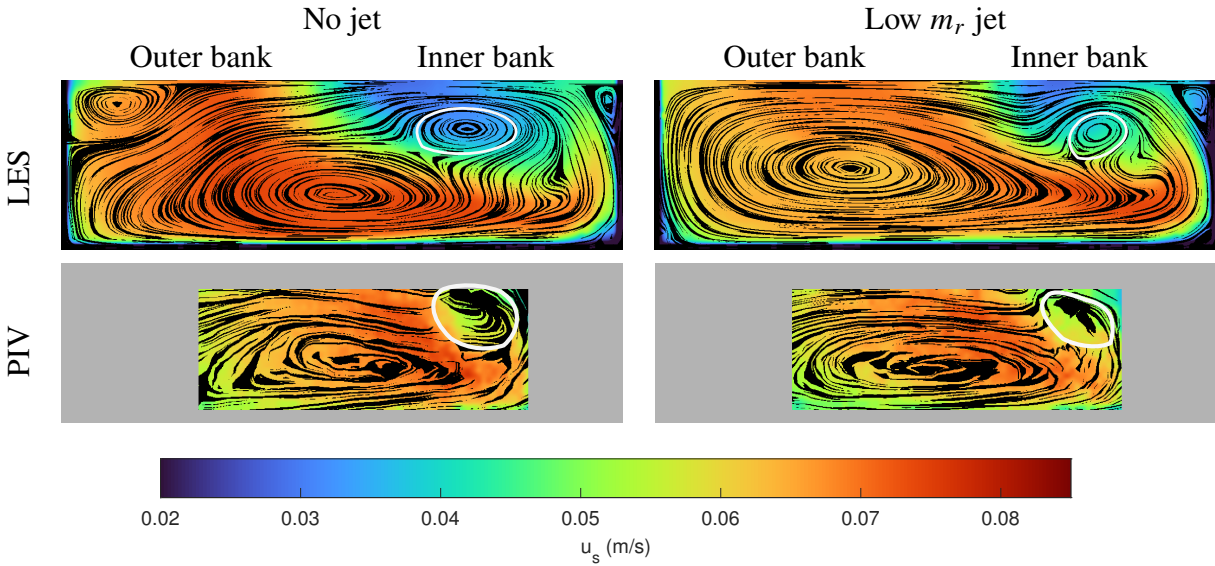 No jet
Low m_r jet
Outer bank
Inner bank
Outer bank
Inner bank
LES
PIV
0.02 0.03 0.04 0.05 0.06 0.07 0.08
u_s (m/s)